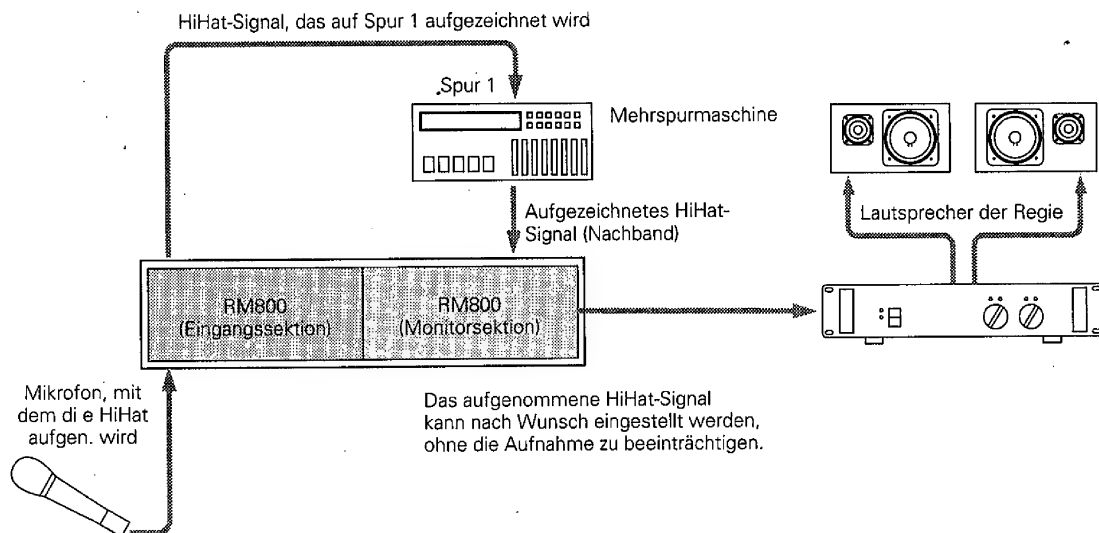 HiHat-Signal, das auf Spur 1 aufgezeichnet wird
Spur 1
Mehrspurmaschine
Aufgezeichnetes HiHat-
Signal (Nachband)
Lautsprecher der Regie
RM800
(Eingangssektion)
RM800
(Monitorsektion)
Mikrofon, mit
dem di e HiHat
aufgen. wird
Das aufgenommene HiHat-Signal
kann nach Wunsch eingestellt werden,
ohne die Aufnahme zu beeinträchtigen.